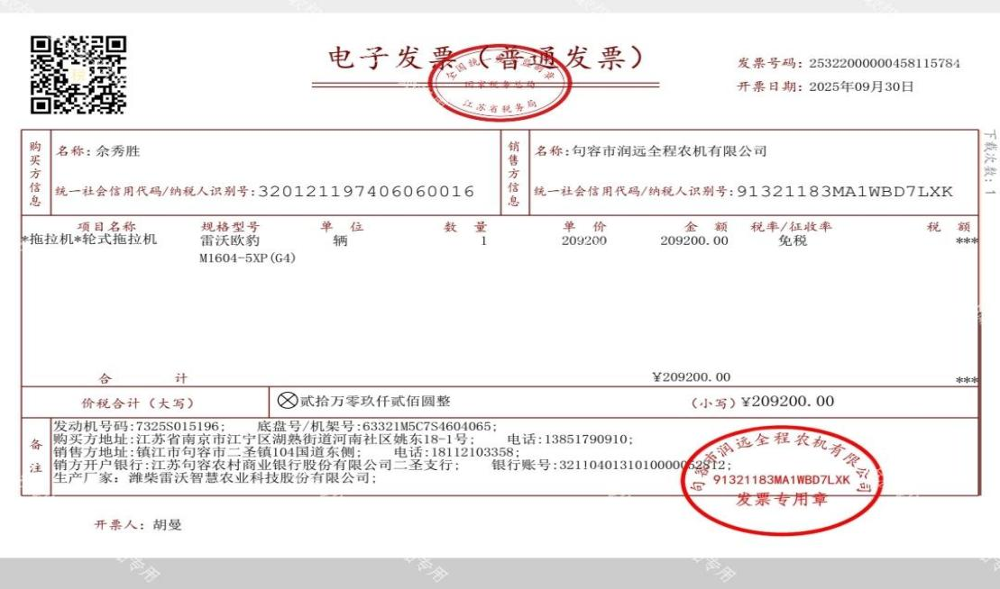 电子发票（普通发票）
全国统一发票监制章
国家税务总局
江苏省税务局
发票号码：25322000000458115784
开票日期：2025年09月30日
下载次数：1
购买方信息
名称：佘秀胜
统一社会信用代码/纳税人识别号：320121197406060016
销售方信息
名称：句容市润远全程农机有限公司
统一社会信用代码/纳税人识别号：91321183MA1WBD7LXK
项目名称 规格型号 单位 数量 单价 金额 税率/征收率 税额
*拖拉机*轮式拖拉机 雷沃欧豹 辆 1 209200 209200.00 免税 ***
M1604-5XP(G4)
合计 ¥209200.00 ***
价税合计（大写） 贰拾万零玖仟贰佰圆整 （小写）¥209200.00
备注
发动机号码:7325S015196; 底盘号/机架号:63321M5C7S4604065;
购买方地址:江苏省南京市江宁区湖熟街道河南社区姚东18-1号; 电话:13851790910;
销售方地址:镇江市句容市二圣镇104国道东侧; 电话:18112103358;
销方开户银行:江苏句容农村商业银行股份有限公司二圣支行; 银行账号:3211040131010000052812;
生产厂家：潍柴雷沃智慧农业科技股份有限公司;
句容市润远全程农机有限公司
91321183MA1WBD7LXK
发票专用章
开票人：胡曼